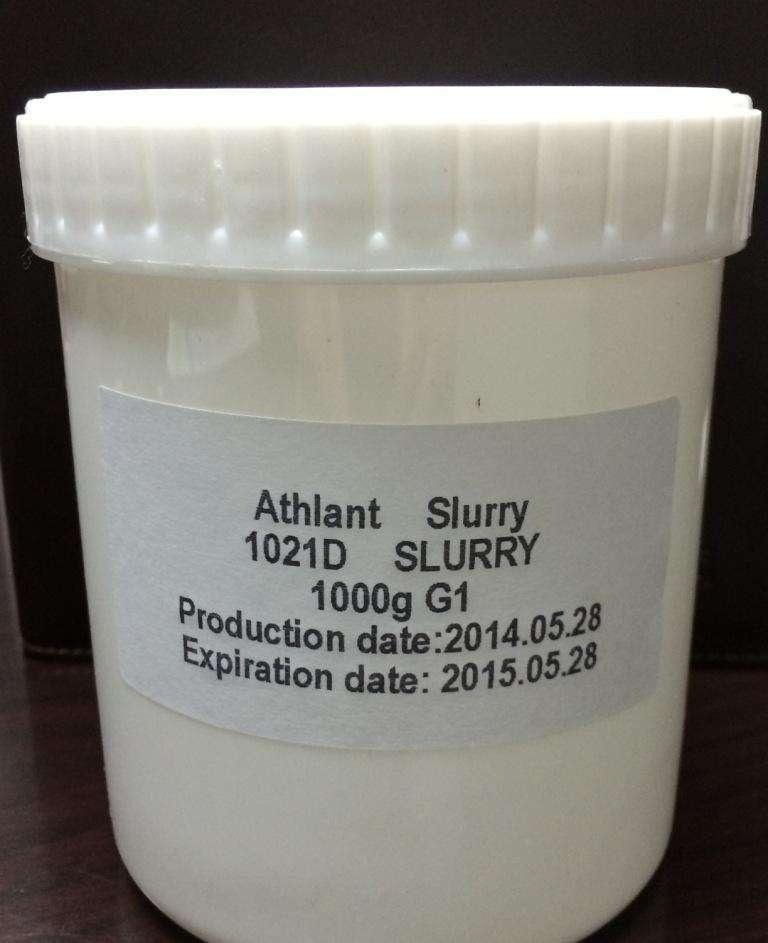 Athlant Slurry
1021D SLURRY
1000g G1
Production date:2014.05.28
Expiration date: 2015.05.28